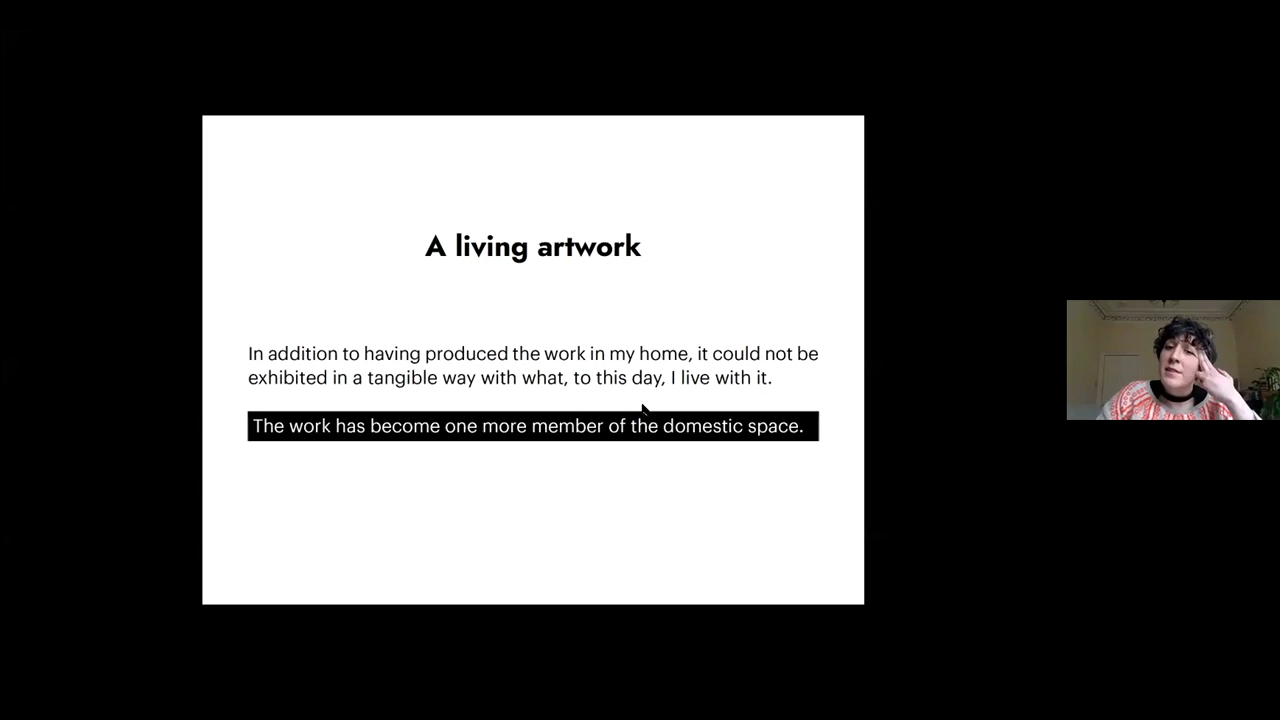 A living artwork
In addition to having produced the work in my home, it could not be
exhibited in a tangible way with what, to this day, I live with it.
The work has become one more member of the domestic space.